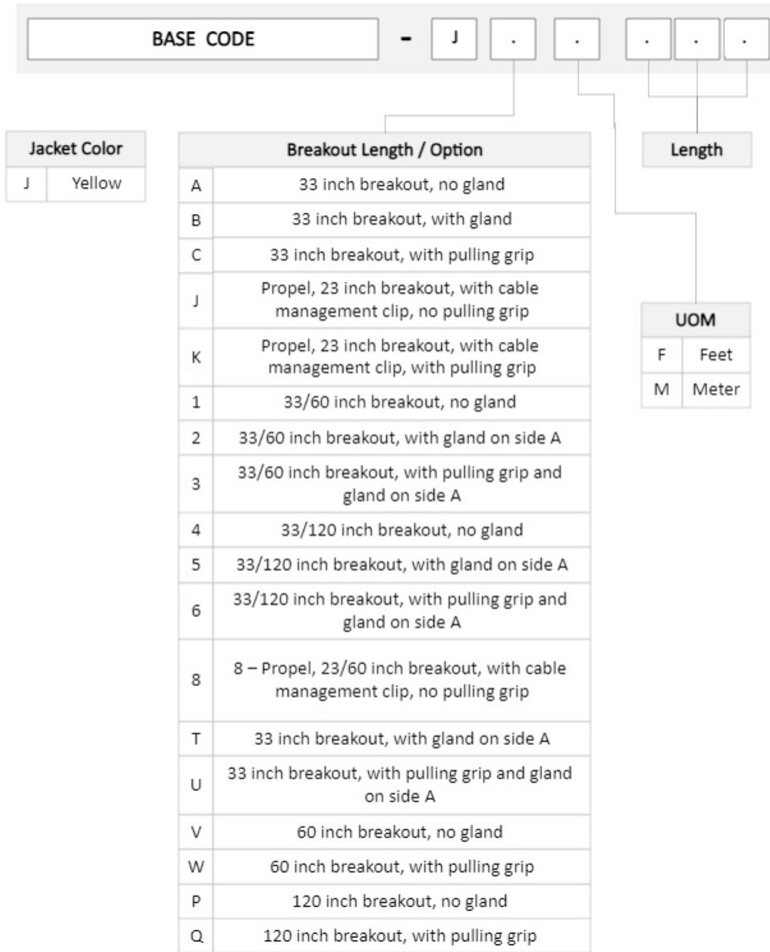 BASE CODE - J . . . . .
Jacket Color
J Yellow
Breakout Length / Option
A 33 inch breakout, no gland
B 33 inch breakout, with gland
C 33 inch breakout, with pulling grip
J Propel, 23 inch breakout, with cable
management clip, no pulling grip
K Propel, 23 inch breakout, with cable
management clip, with pulling grip
1 33/60 inch breakout, no gland
2 33/60 inch breakout, with gland on side A
3 33/60 inch breakout, with pulling grip and
gland on side A
4 33/120 inch breakout, no gland
5 33/120 inch breakout, with gland on side A
6 33/120 inch breakout, with pulling grip and
gland on side A
8 8 – Propel, 23/60 inch breakout, with cable
management clip, no pulling grip
T 33 inch breakout, with gland on side A
U 33 inch breakout, with pulling grip and gland
on side A
V 60 inch breakout, no gland
W 60 inch breakout, with pulling grip
P 120 inch breakout, no gland
Q 120 inch breakout, with pulling grip
Length
UOM
F Feet
M Meter